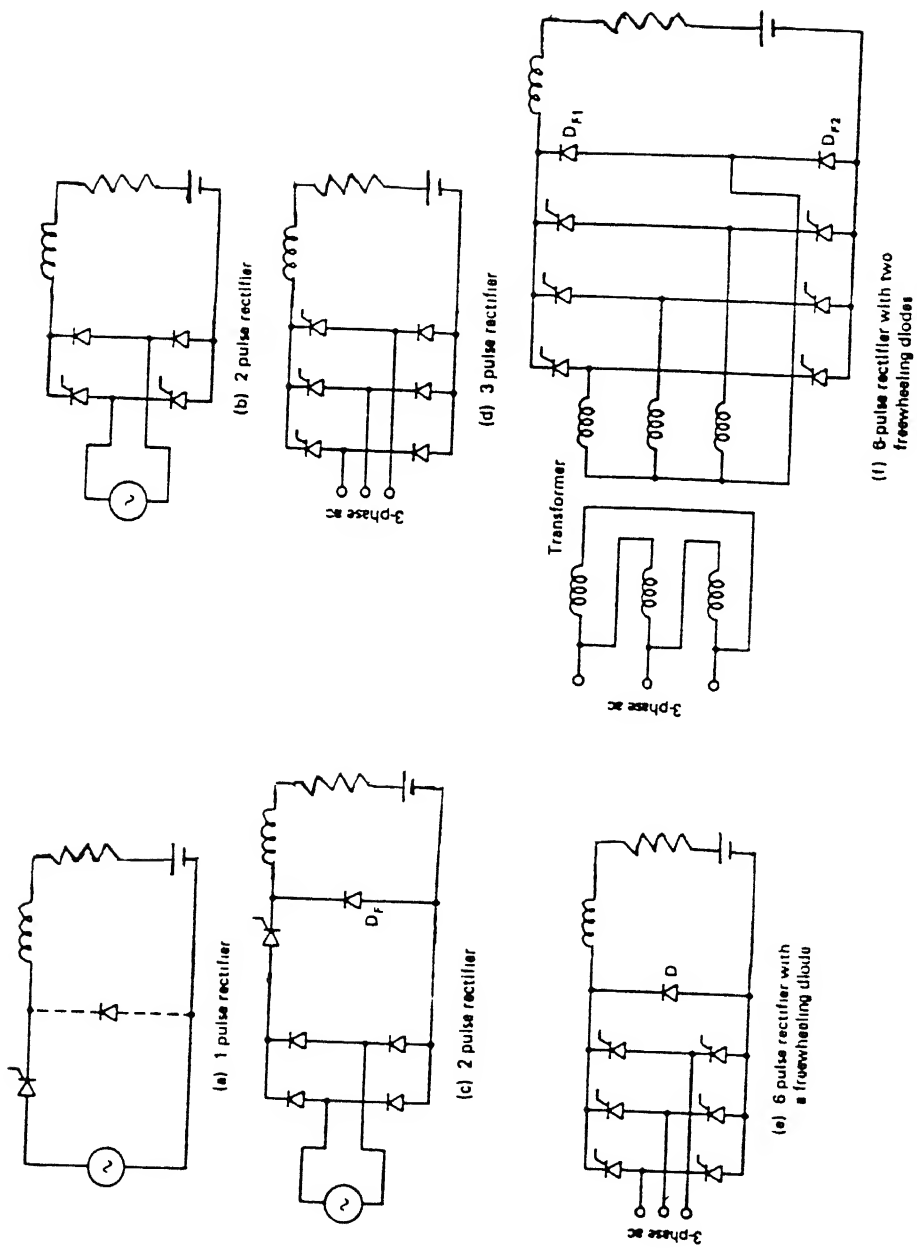 (a) 1 pulse rectifier
(b) 2 pulse rectifier
D_F
(c) 2 pulse rectifier
3-phase ac
(d) 3 pulse rectifier
3-phase ac
D
(e) 6 pulse rectifier with
a freewheeling diode
Transformer
3-phase ac
D_F1
D_F2
(f) 6-pulse rectifier with two
freewheeling diodes